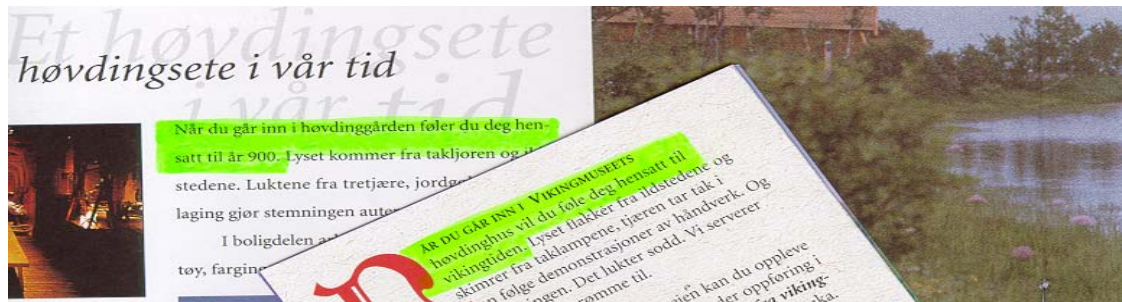 Et høvdingsete
i vår tid
høvdingsete i vår tid
Når du går inn i høvdinggården føler du deg hen-
satt til år 900. Lyset kommer fra takljoren og
stedene. Luktene fra tretjære,
laging gjør stemningen
I boligdelen
tøy,
N
ÅR DU GÅR INN I VIKINGMUSEETS
høvdinghus vil du føle deg hensatt til
vikingtiden. Lyset flakker fra ildstedene og
skimrer fra taklampene, tjæren tar tak i
følge demonstrasjoner av håndverk. Og
Det lukter sodd. Vi serverer
til.
kan du oppleve
oppføring i
viking-